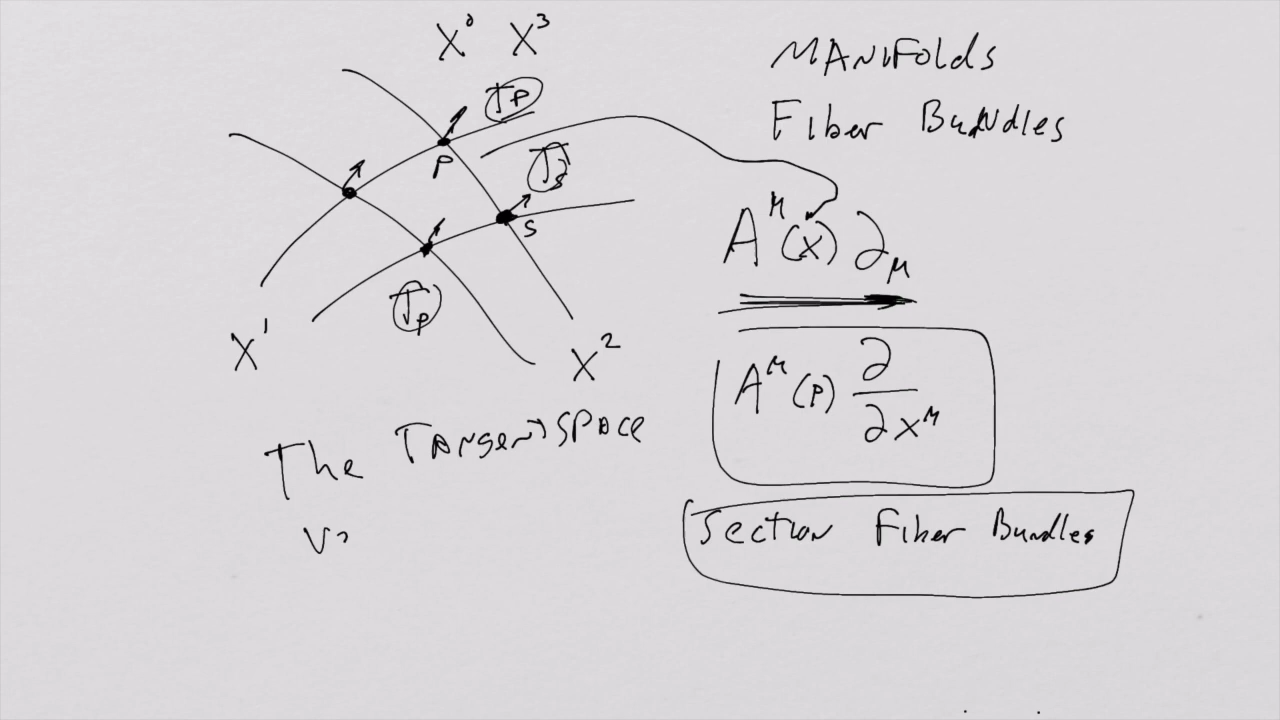 X⁰ X³
MANIFolds
Fiber Bundles
T_P
P
T_S
S
A^μ(x) ∂_μ
T_P
X¹
X²
A^μ(P) ∂/∂x^μ
The TANgenT SPACe
Section Fiber Bundles